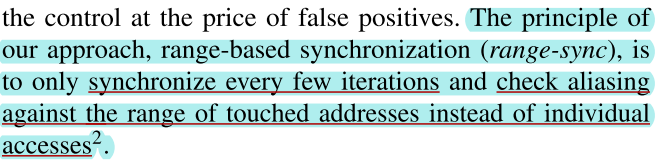 the control at the price of false positives. The principle of
our approach, range-based synchronization (range-sync), is
to only synchronize every few iterations and check aliasing
against the range of touched addresses instead of individual
accesses².